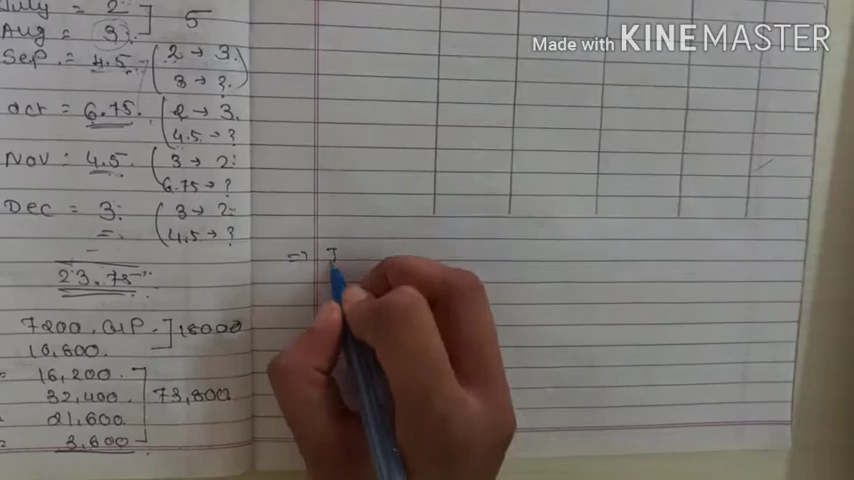 Made with KINEMASTER
July = 2 ] 5
Aug = 3
Sep = 4.5 ( 2 → 3
3 → ?
Oct = 6.75 ( 2 → 3
4.5 → ?
Nov = 4.5 ( 3 → 2
6.75 → ?
Dec = 3 ( 3 → 2
4.5 → ?
23.75
7200 ] 18000
10,800
16,200
32,400 ] 73,800
21,600
3,600
=>